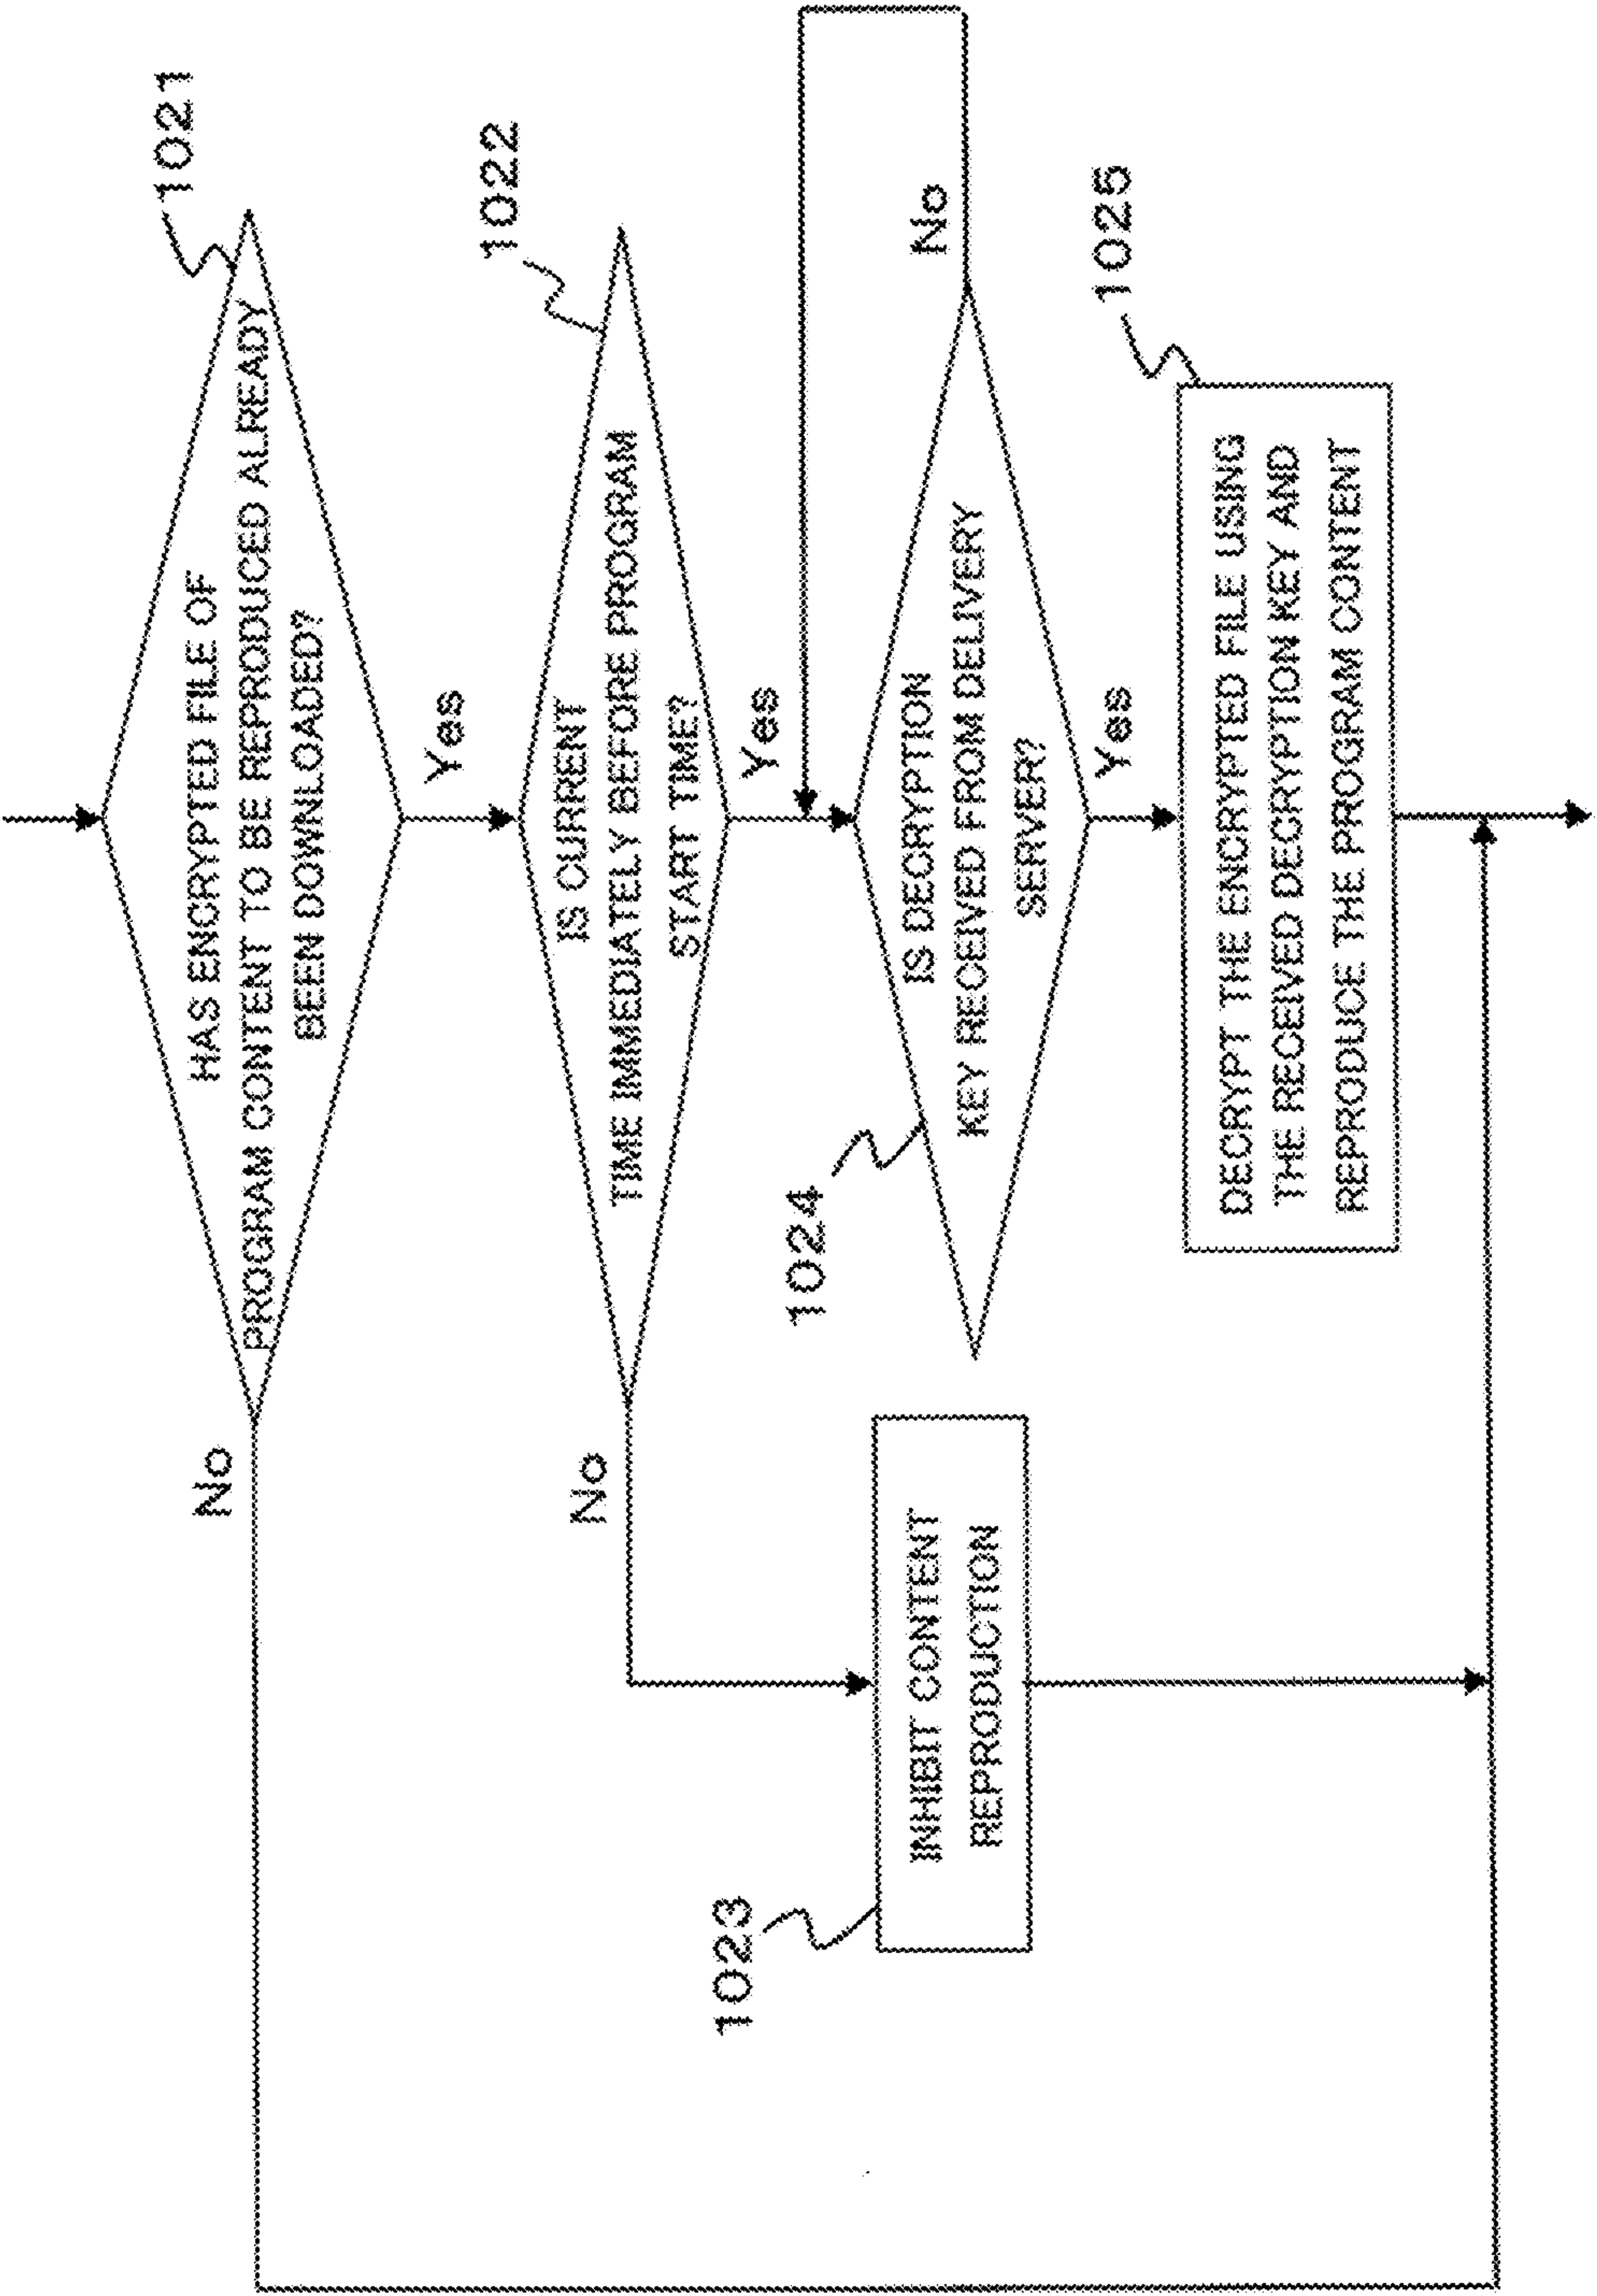 1021
HAS ENCRYPTED FILE OF
PROGRAM CONTENT TO BE REPRODUCED ALREADY
BEEN DOWNLOADED?
No
Yes
1022
IS CURRENT
TIME IMMEDIATELY BEFORE PROGRAM
START TIME?
No
Yes
1024
IS DECRYPTION
KEY RECEIVED FROM DELIVERY
SERVER?
No
Yes
1023
INHIBIT CONTENT
REPRODUCTION
1025
DECRYPT THE ENCRYPTED FILE USING
THE RECEIVED DECRYPTION KEY AND
REPRODUCE THE PROGRAM CONTENT